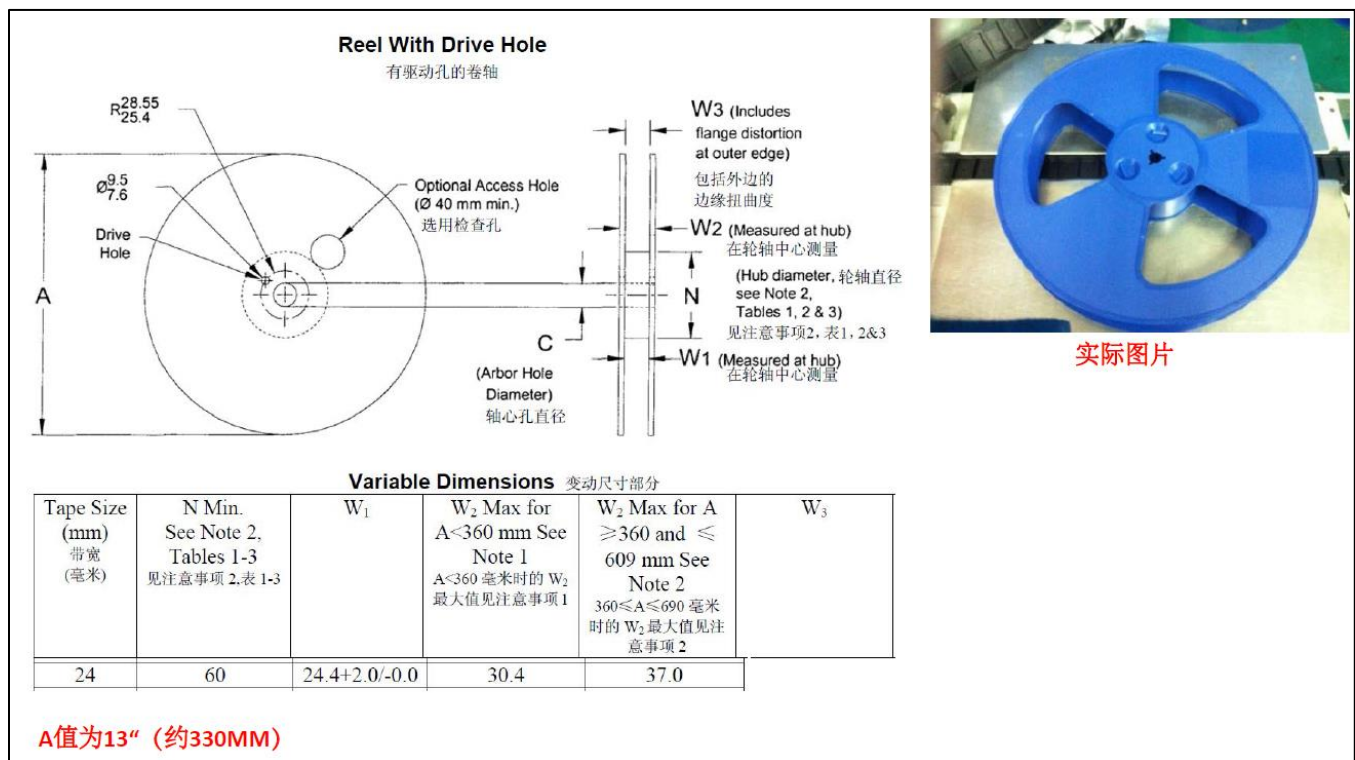 Reel With Drive Hole
有驱动孔的卷轴
R28.55
25.4
Ø9.5
7.6
Drive
Hole
A
Optional Access Hole
(Ø 40 mm min.)
选用检查孔
C
(Arbor Hole
Diameter)
轴心孔直径
W3 (Includes
flange distortion
at outer edge)
包括外边的
边缘扭曲度
W2 (Measured at hub)
在轮轴中心测量
N
(Hub diameter, 轮轴直径
see Note 2,
Tables 1, 2 & 3)
见注意事项2，表1，2&3
W1 (Measured at hub)
在轮轴中心测量
实际图片
Variable Dimensions 变动尺寸部分
Tape Size
(mm)
带宽
(毫米)
N Min.
See Note 2,
Tables 1-3
见注意事项 2,表 1-3
W1
W2 Max for
A<360 mm See
Note 1
A<360 毫米时的 W2
最大值见注意事项 1
W2 Max for A
≥360 and ≤
609 mm See
Note 2
360≤A≤690 毫米
时的 W2 最大值见注
意事项 2
W3
24 60 24.4+2.0/-0.0 30.4 37.0
A值为13“（约330MM）